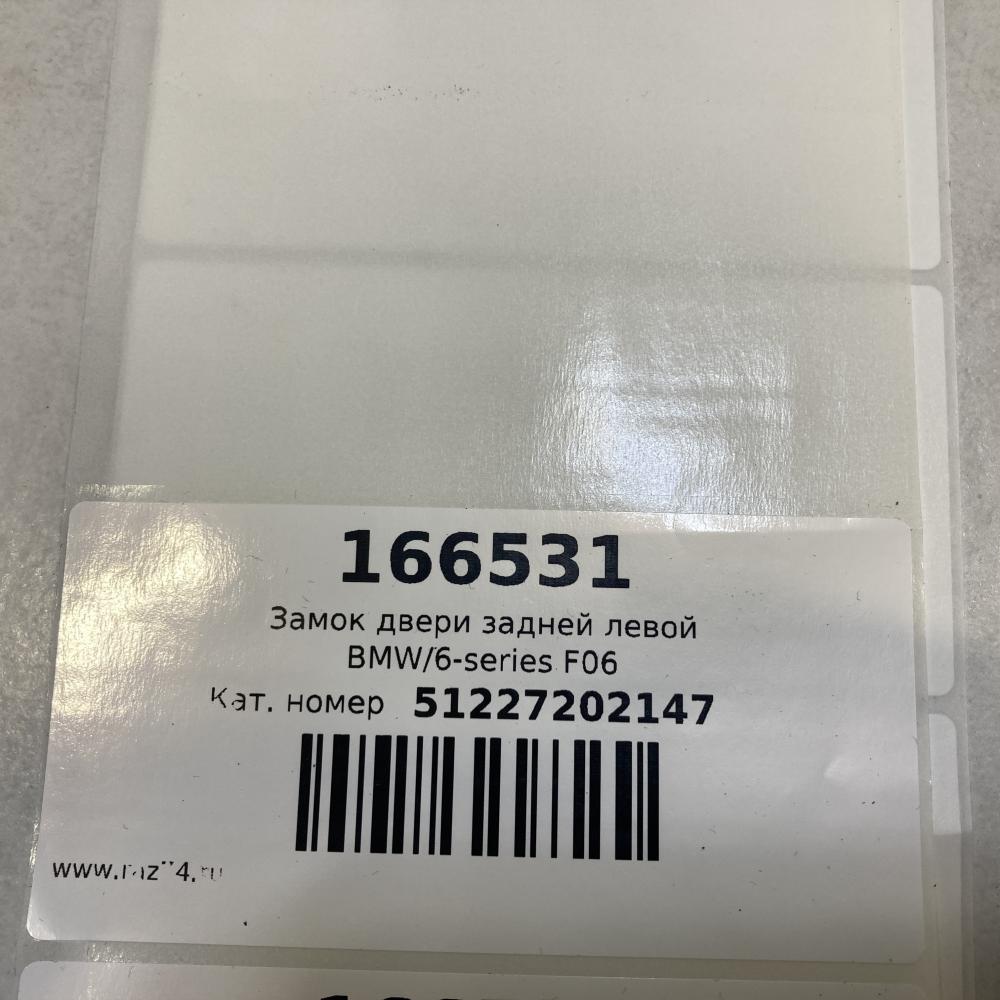 166531
Замок двери задней левой
BMW/6-series F06
Кат. номер 51227202147